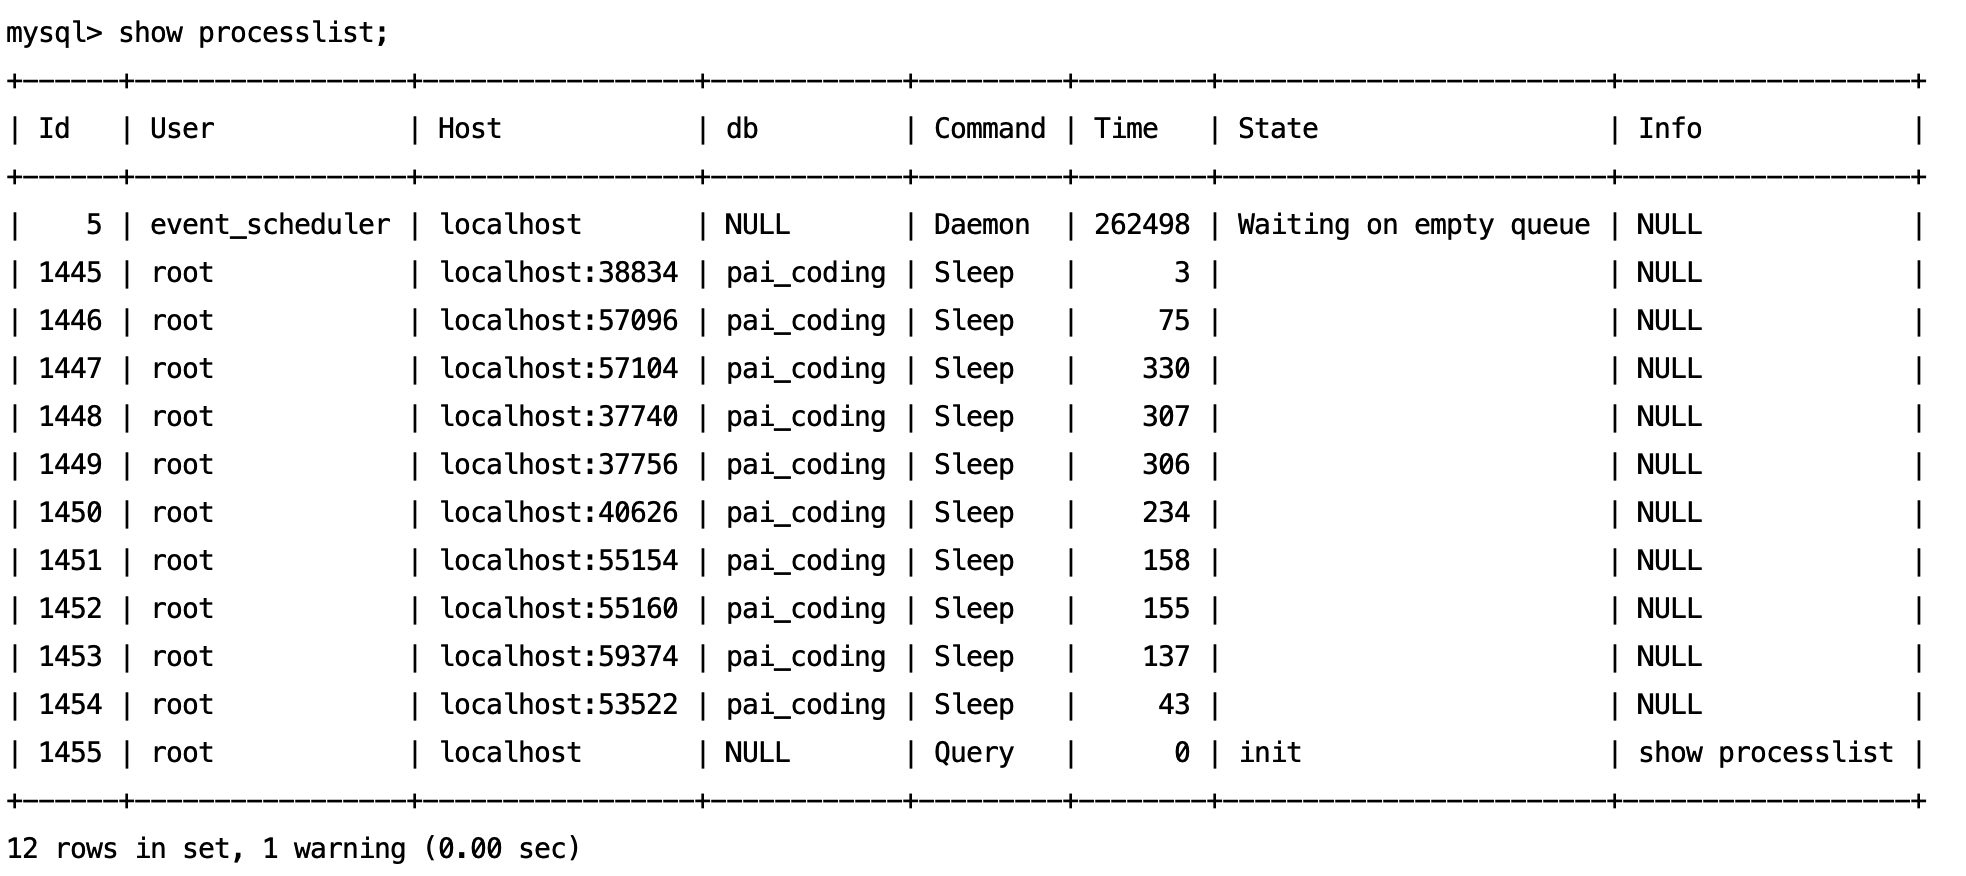 mysql> show processlist;
+------+-----------------+-----------------+------------+---------+--------+------------------------+------------------+
| Id   | User            | Host            | db         | Command | Time   | State                  | Info             |
+------+-----------------+-----------------+------------+---------+--------+------------------------+------------------+
|    5 | event_scheduler | localhost       | NULL       | Daemon  | 262498 | Waiting on empty queue | NULL             |
| 1445 | root            | localhost:38834 | pai_coding | Sleep   |      3 |                        | NULL             |
| 1446 | root            | localhost:57096 | pai_coding | Sleep   |     75 |                        | NULL             |
| 1447 | root            | localhost:57104 | pai_coding | Sleep   |    330 |                        | NULL             |
| 1448 | root            | localhost:37740 | pai_coding | Sleep   |    307 |                        | NULL             |
| 1449 | root            | localhost:37756 | pai_coding | Sleep   |    306 |                        | NULL             |
| 1450 | root            | localhost:40626 | pai_coding | Sleep   |    234 |                        | NULL             |
| 1451 | root            | localhost:55154 | pai_coding | Sleep   |    158 |                        | NULL             |
| 1452 | root            | localhost:55160 | pai_coding | Sleep   |    155 |                        | NULL             |
| 1453 | root            | localhost:59374 | pai_coding | Sleep   |    137 |                        | NULL             |
| 1454 | root            | localhost:53522 | pai_coding | Sleep   |     43 |                        | NULL             |
| 1455 | root            | localhost       | NULL       | Query   |      0 | init                   | show processlist |
+------+-----------------+-----------------+------------+---------+--------+------------------------+------------------+
12 rows in set, 1 warning (0.00 sec)